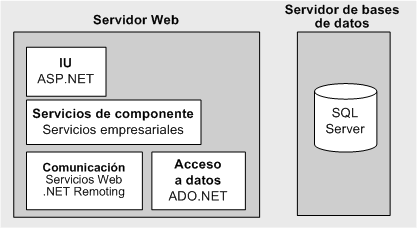 Servidor Web
IU
ASP.NET
Servicios de componente
Servicios empresariales
Comunicación
Servicios Web
.NET Remoting
Acceso
a datos
ADO.NET
Servidor de bases
de datos
SQL
Server